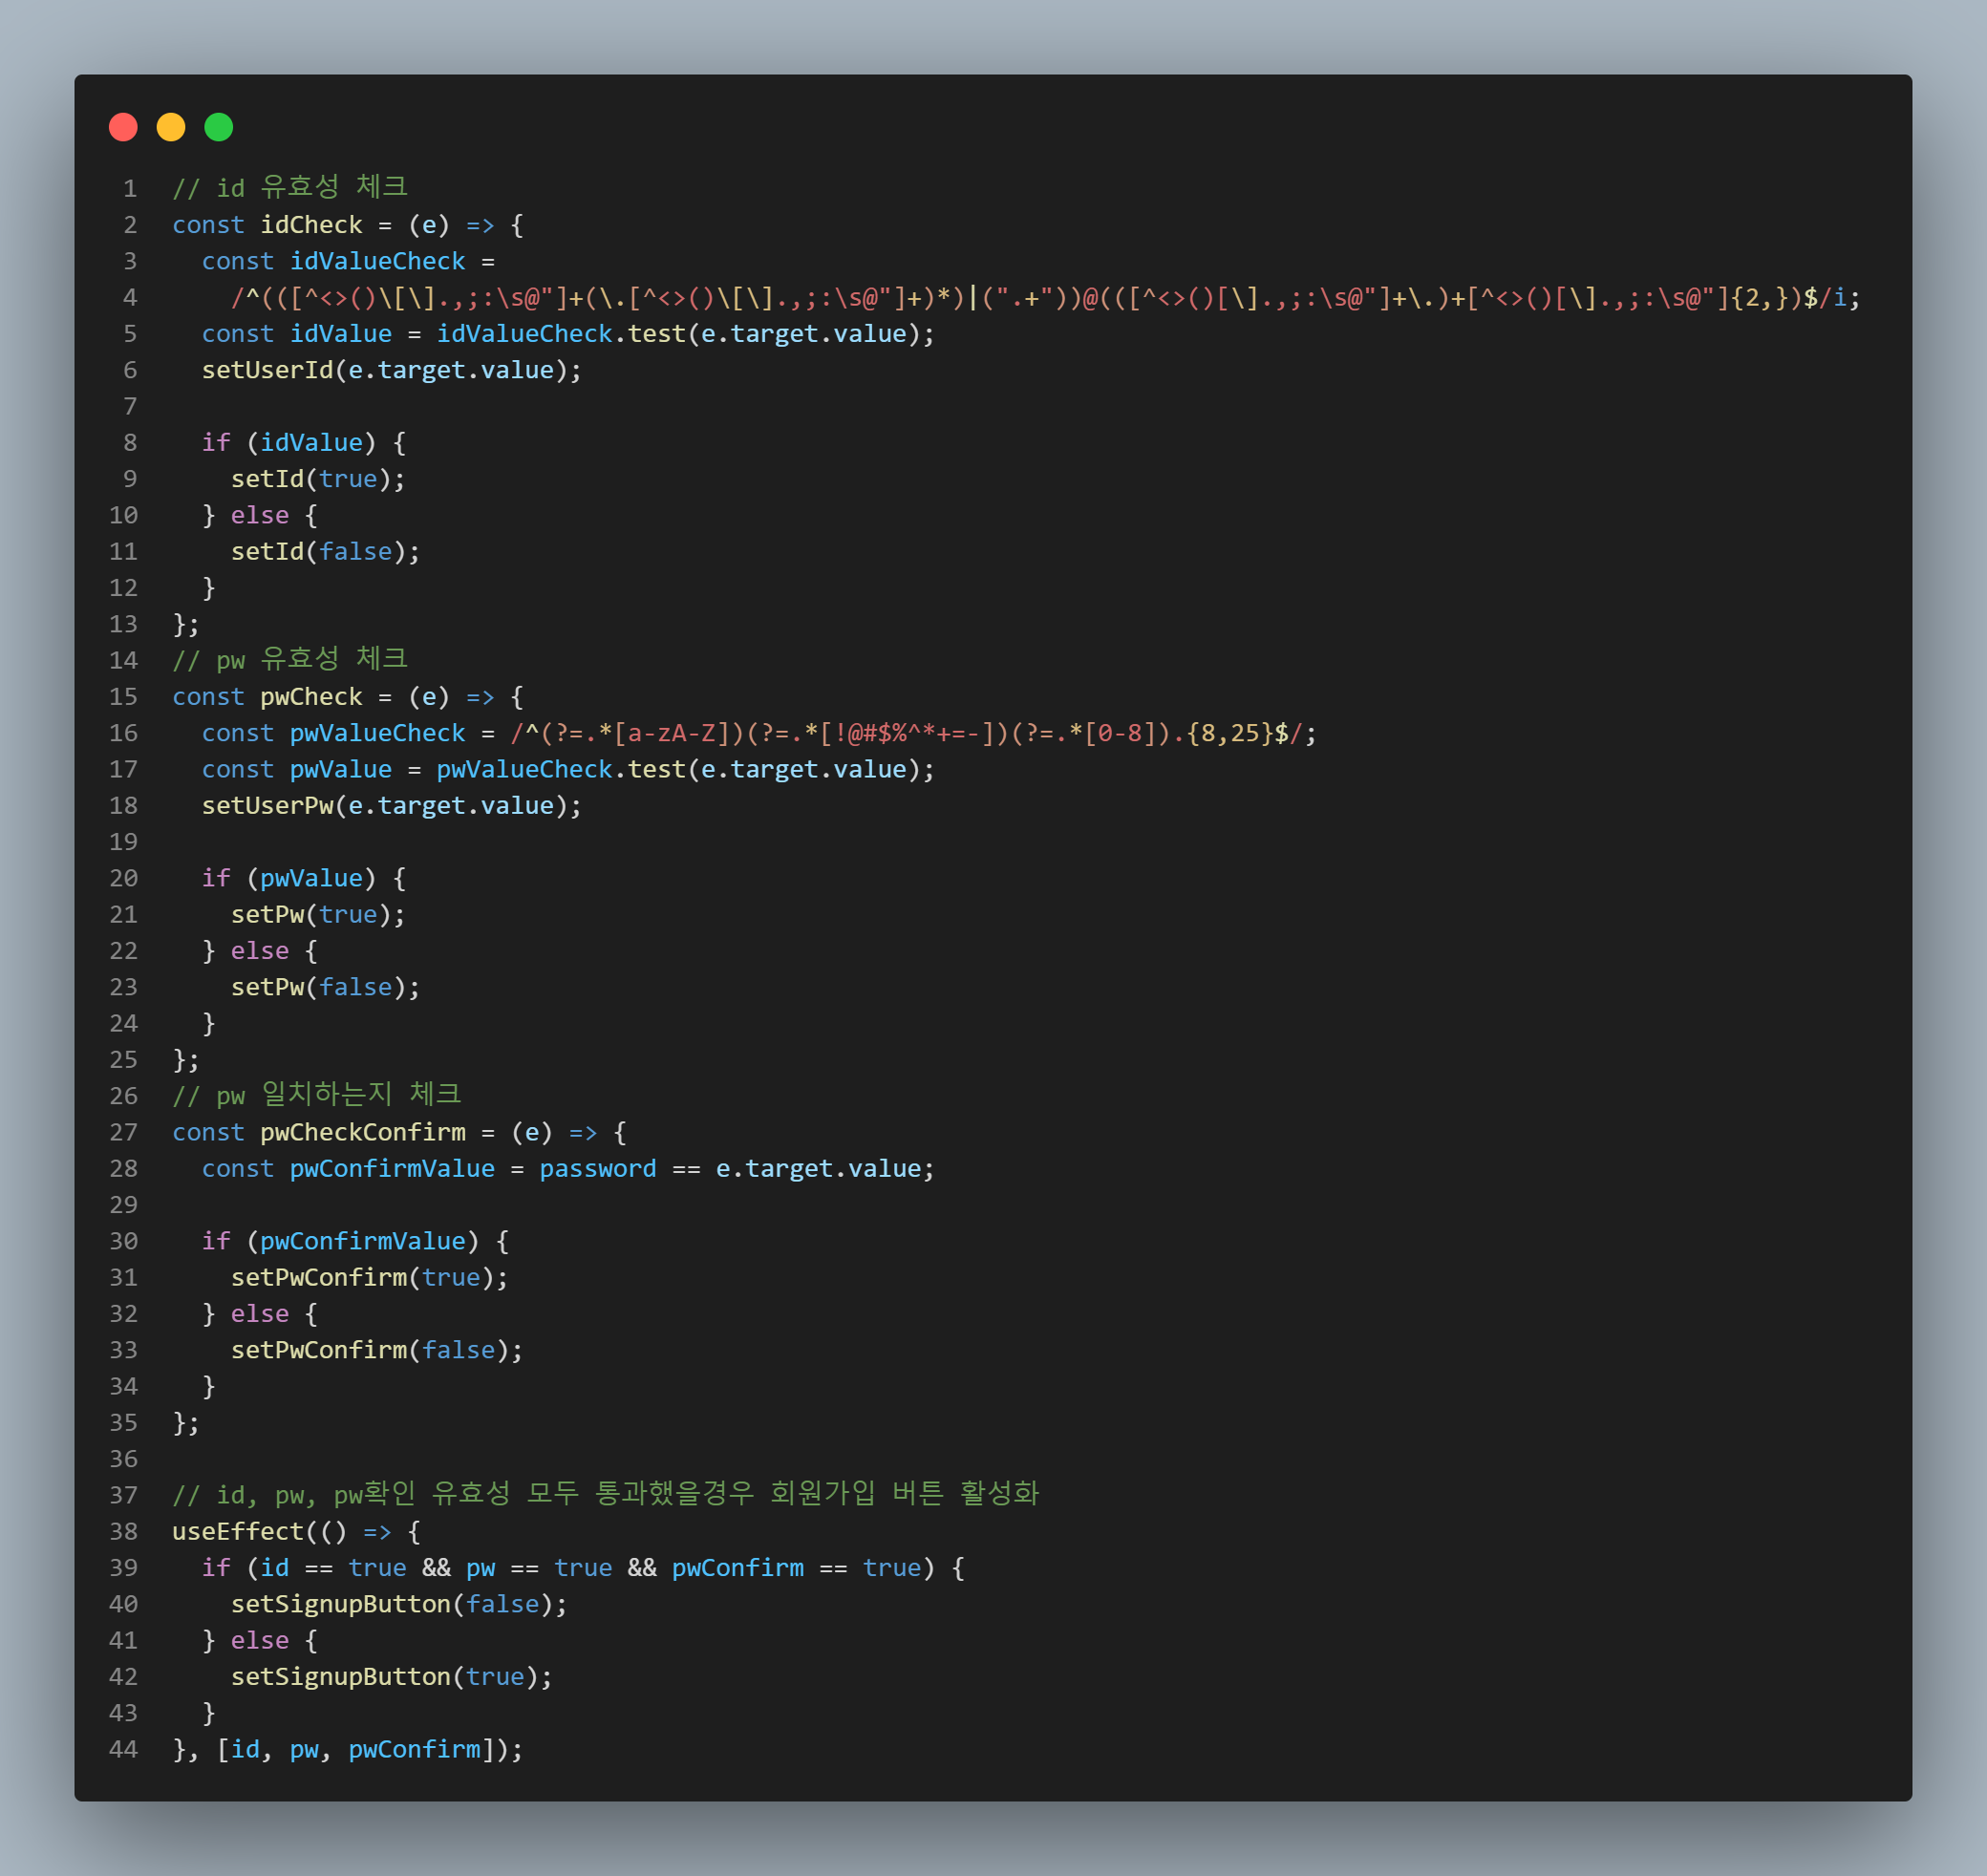 1 // id 유효성 체크
2 const idCheck = (e) => {
3   const idValueCheck =
4     /^(([^<>()\[\].,;:\s@"]+(\.[^<>()\[\].,;:\s@"]+)*)|(".+"))@(([^<>()[\].,;:\s@"]+\.)+[^<>()[\].,;:\s@"]{2,})$/i;
5   const idValue = idValueCheck.test(e.target.value);
6   setUserId(e.target.value);
7
8   if (idValue) {
9     setId(true);
10   } else {
11     setId(false);
12   }
13 };
14 // pw 유효성 체크
15 const pwCheck = (e) => {
16   const pwValueCheck = /^(?=.*[a-zA-Z])(?=.*[!@#$%^*+=-])(?=.*[0-8]).{8,25}$/;
17   const pwValue = pwValueCheck.test(e.target.value);
18   setUserPw(e.target.value);
19
20   if (pwValue) {
21     setPw(true);
22   } else {
23     setPw(false);
24   }
25 };
26 // pw 일치하는지 체크
27 const pwCheckConfirm = (e) => {
28   const pwConfirmValue = password == e.target.value;
29
30   if (pwConfirmValue) {
31     setPwConfirm(true);
32   } else {
33     setPwConfirm(false);
34   }
35 };
36
37 // id, pw, pw확인 유효성 모두 통과했을경우 회원가입 버튼 활성화
38 useEffect(() => {
39   if (id == true && pw == true && pwConfirm == true) {
40     setSignupButton(false);
41   } else {
42     setSignupButton(true);
43   }
44 }, [id, pw, pwConfirm]);